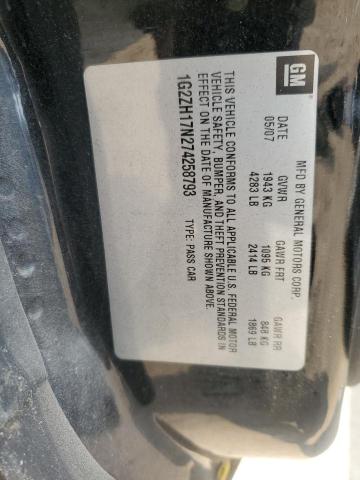 GM
MFD BY GENERAL MOTORS CORP.
DATE GVWR GAWR FRT GAWR RR
05/07 1943 KG 1096 KG 848 KG
4283 LB 2414 LB 1869 LB
THIS VEHICLE CONFORMS TO ALL APPLICABLE U.S. FEDERAL MOTOR
VEHICLE SAFETY, BUMPER, AND THEFT PREVENTION STANDARDS IN
EFFECT ON THE DATE OF MANUFACTURE SHOWN ABOVE.
1G2ZH17N274258793 TYPE: PASS CAR